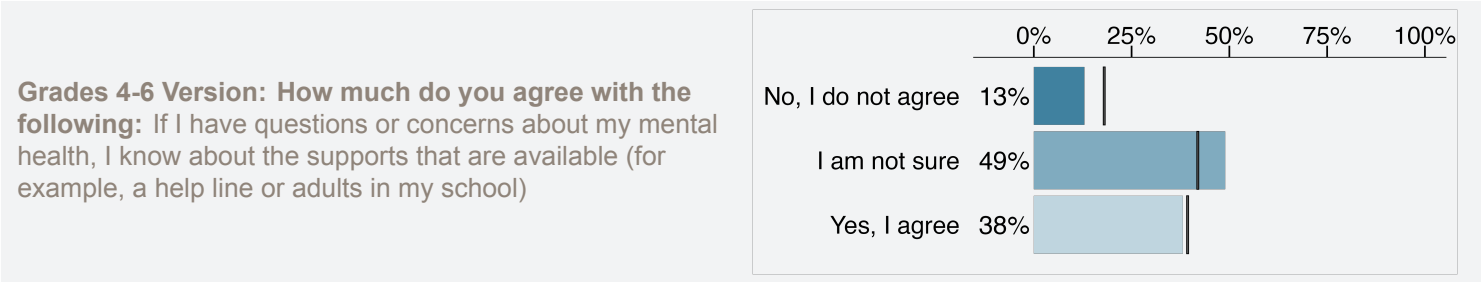 Grades 4-6 Version: How much do you agree with the
following: If I have questions or concerns about my mental
health, I know about the supports that are available (for
example, a help line or adults in my school)
0% 25% 50% 75% 100%
No, I do not agree 13%
I am not sure 49%
Yes, I agree 38%